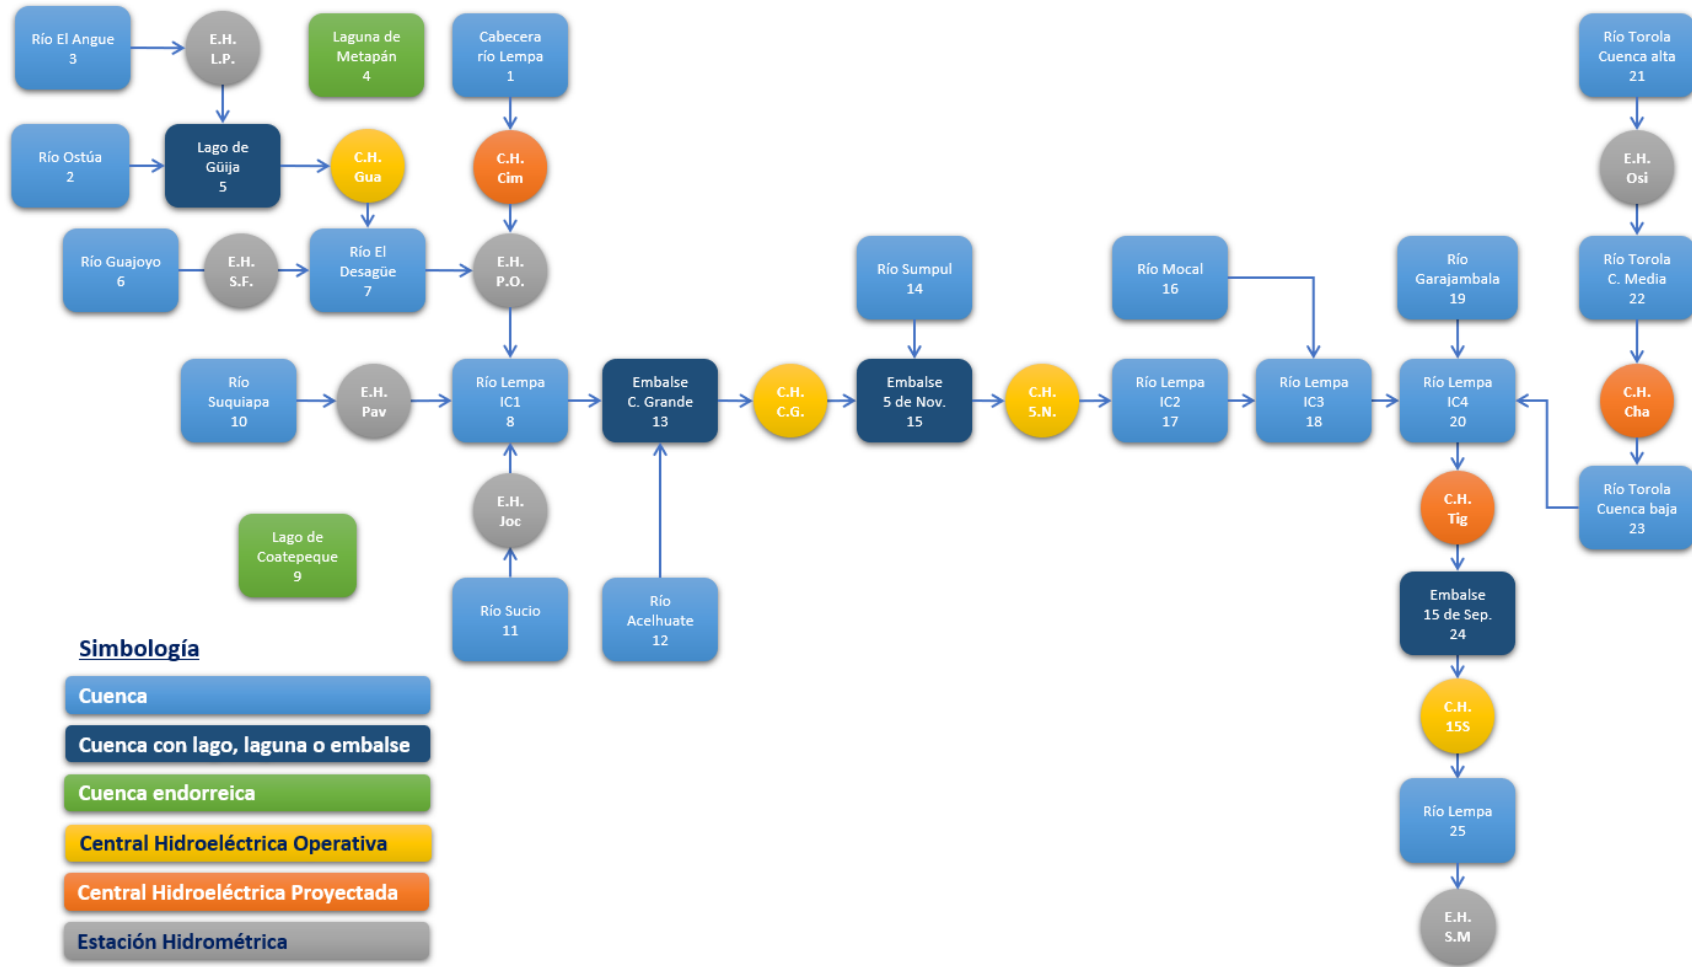 Río El Angue
3
E.H.
L.P.
Laguna de
Metapán
4
Cabecera
río Lempa
1
Río Torola
Cuenca alta
21
Río Ostúa
2
Lago de
Güija
5
C.H.
Gua
C.H.
Cim
E.H.
Osi
Río Guajoyo
6
E.H.
S.F.
Río El
Desagüe
7
E.H.
P.O.
Río Sumpul
14
Río Mocal
16
Río
Garajambala
19
Río Torola
C. Media
22
Río
Suquiapa
10
E.H.
Pav
Río Lempa
IC1
8
Embalse
C. Grande
13
C.H.
C.G.
Embalse
5 de Nov.
15
C.H.
5.N.
Río Lempa
IC2
17
Río Lempa
IC3
18
Río Lempa
IC4
20
C.H.
Cha
E.H.
Joc
C.H.
Tig
Río Torola
Cuenca baja
23
Lago de
Coatepeque
9
Río Sucio
11
Río
Acelhuate
12
Embalse
15 de Sep.
24
C.H.
15S
Río Lempa
25
E.H.
S.M
Simbología
Cuenca
Cuenca con lago, laguna o embalse
Cuenca endorreica
Central Hidroeléctrica Operativa
Central Hidroeléctrica Proyectada
Estación Hidrométrica